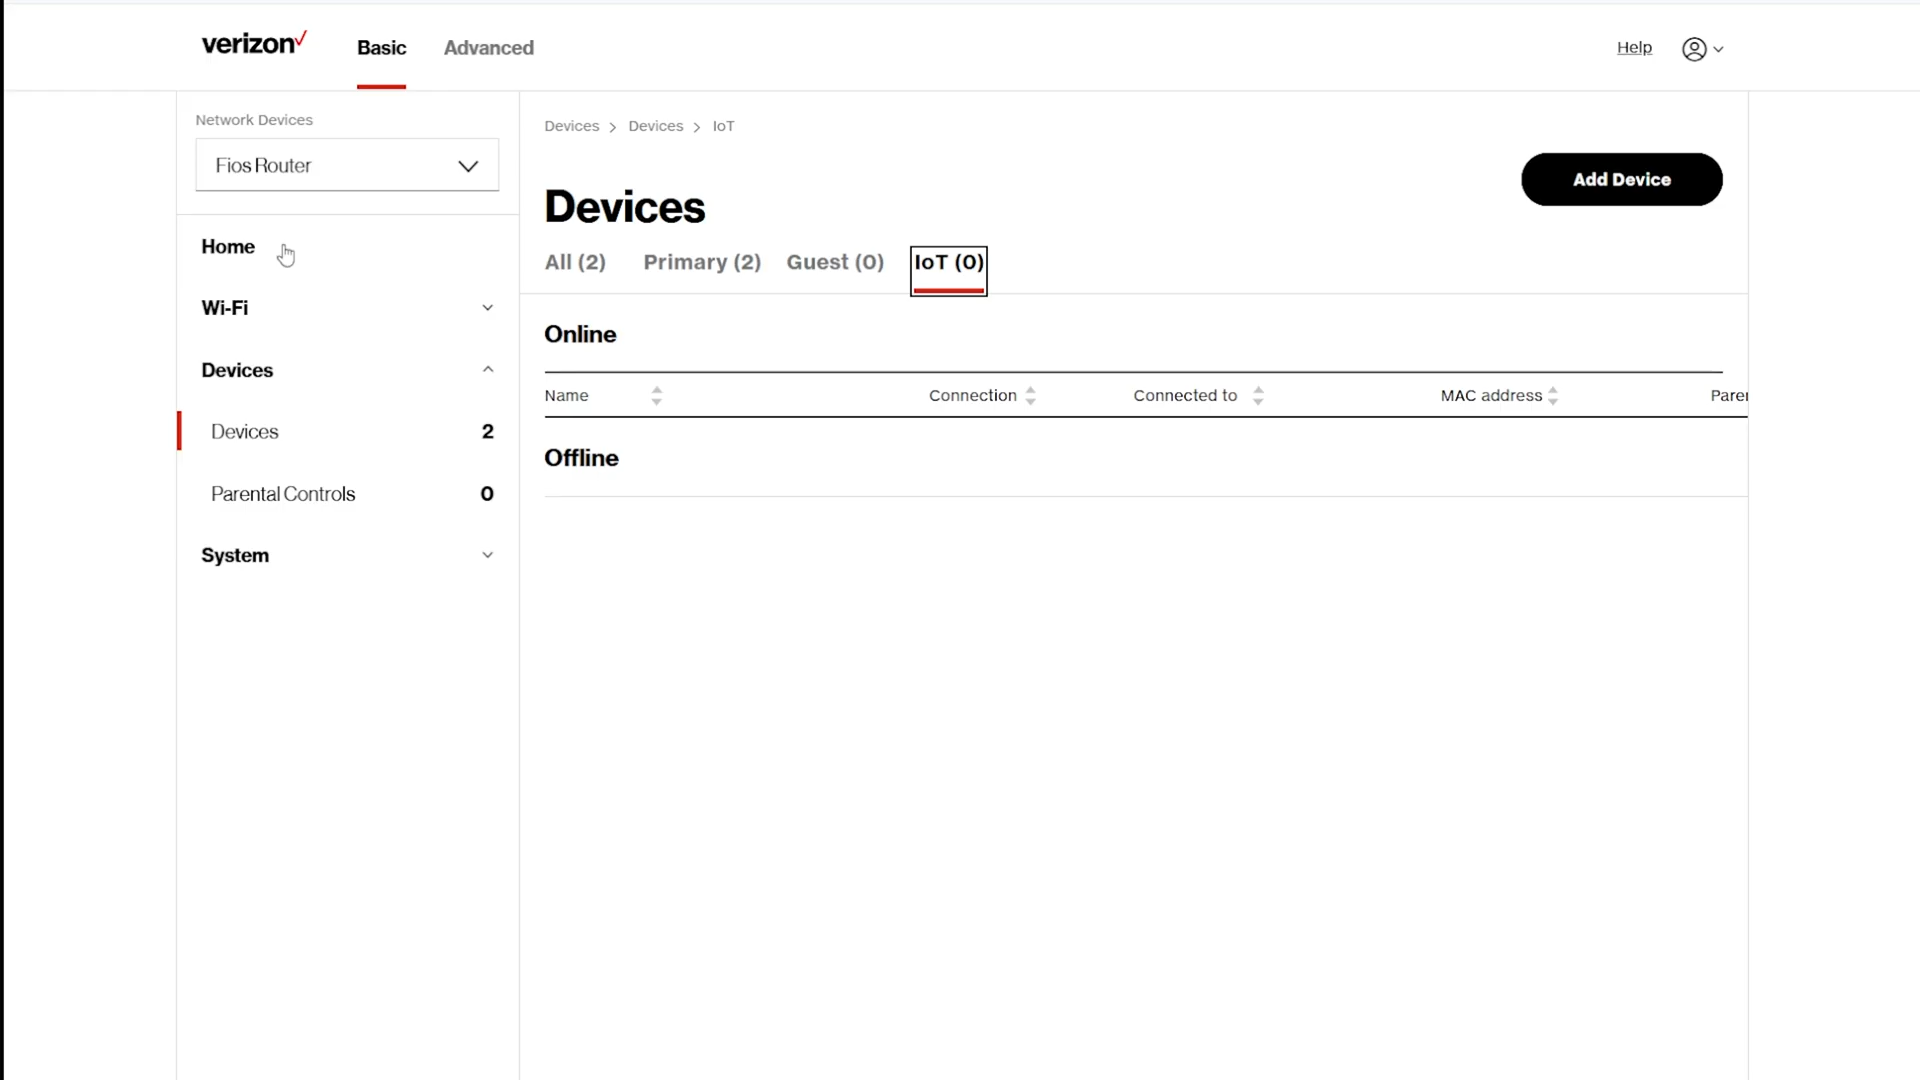 verizon
Basic
Advanced
Help
Network Devices
Fios Router
Home
Wi-Fi
Devices
Devices 2
Parental Controls 0
System
Devices > Devices > IoT
Devices
Add Device
All (2) Primary (2) Guest (0) IoT (0)
Online
Name Connection Connected to MAC address Paren
Offline